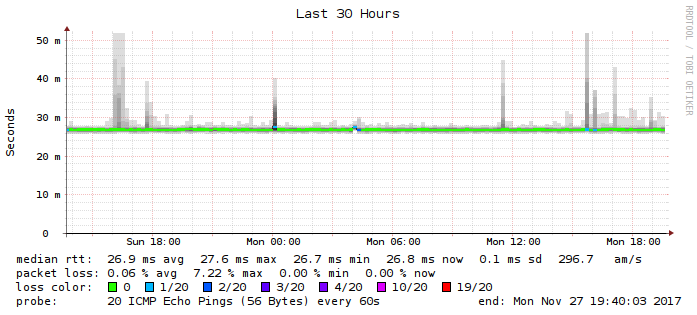 Last 30 Hours
RRDTOOL / TOBI OETIKER
Seconds
50 m
40 m
30 m
20 m
10 m
0
Sun 18:00 Mon 00:00 Mon 06:00 Mon 12:00 Mon 18:00
median rtt: 26.9 ms avg 27.6 ms max 26.7 ms min 26.8 ms now 0.1 ms sd 296.7 am/s
packet loss: 0.06 % avg 7.22 % max 0.00 % min 0.00 % now
loss color: 0 1/20 2/20 3/20 4/20 10/20 19/20
probe: 20 ICMP Echo Pings (56 Bytes) every 60s end: Mon Nov 27 19:40:03 2017